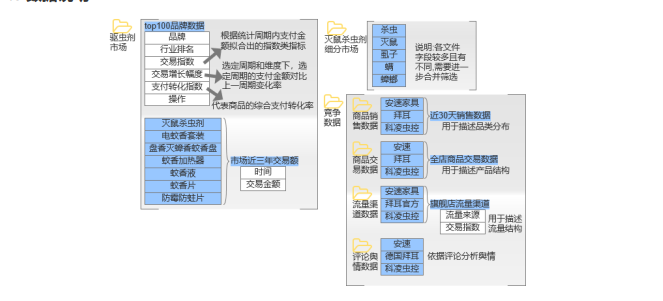 驱虫剂
市场
top100品牌数据
品牌
行业排名
交易指数
交易增长幅度
支付转化指数
操作
根据统计周期内支付金
额拟合出的指数类指标
选定周期和维度下，选
定周期的支付金额对比
上一周期变化率
代表商品的综合支付转化率
灭鼠杀虫剂
电蚊香套装
盘香灭蟑香蚊香盘
蚊香加热器
蚊香液
蚊香片
防霉防蛀片
市场近三年交易额
时间
交易金额
灭鼠杀虫剂
细分市场
杀虫
灭鼠
虱子
螨
蟑螂
说明:各文件
字段较多且有
不同,需要进一
步合并筛选
竞争
数据
商品销
售数据
安速家具
拜耳
科凌虫控
近30天销售数据
用于描述品类分布
商品交
易数据
安速
拜耳
科凌虫控
全店商品交易数据
用于描述产品结构
流量渠
道数据
安速家具
拜耳官方
科凌虫控
旗舰店流量渠道
流量来源
交易指数
用于描述
流量结构
评论舆
情数据
安速
德国拜耳
科凌虫控
依据评论分析舆情